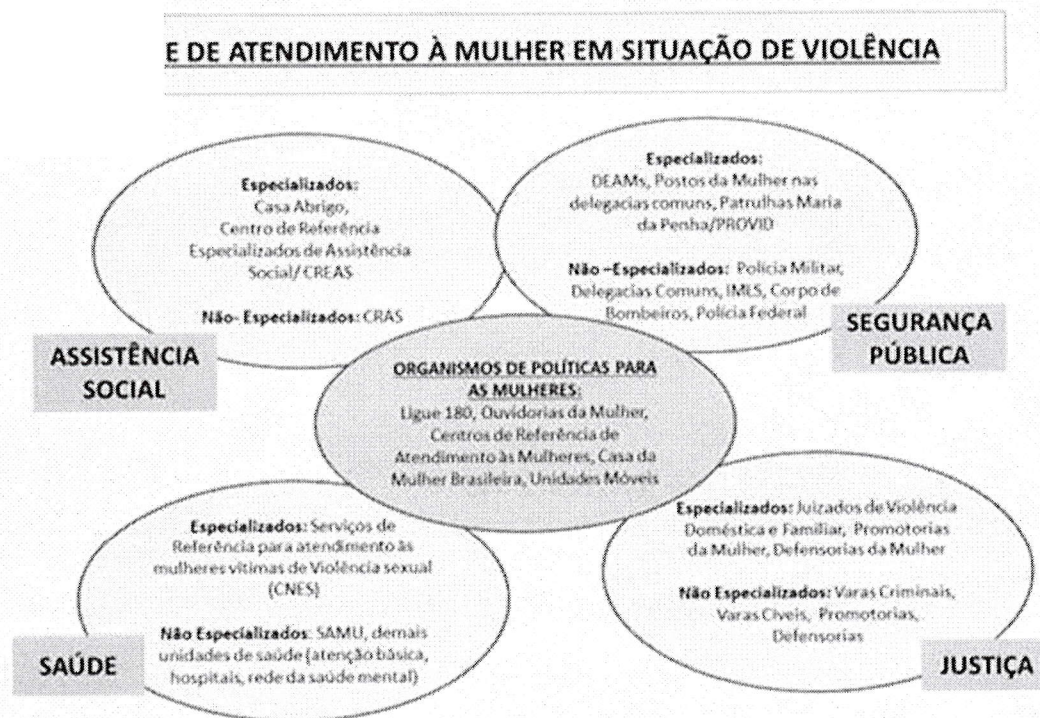 E DE ATENDIMENTO À MULHER EM SITUAÇÃO DE VIOLÊNCIA
Especializados:
Casa Abrigo,
Centro de Referência
Especializados de Assistência
Social/ CREAS
Não- Especializados: CRAS
ASSISTÊNCIA
SOCIAL
Especializados:
DEAMs, Postos da Mulher nas
delegacias comuns, Patrulhas Maria
da Penha/PROVID
Não –Especializados: Polícia Militar,
Delegacias Comuns, IMLS, Corpo de
Bombeiros, Polícia Federal
SEGURANÇA
PÚBLICA
ORGANISMOS DE POLÍTICAS PARA
AS MULHERES:
Ligue 180, Ouvidorias da Mulher,
Centros de Referência de
Atendimento às Mulheres, Casa da
Mulher Brasileira, Unidades Móveis
Especializados: Serviços de
Referência para atendimento às
mulheres vítimas de Violência sexual
(CNES)
Não Especializados: SAMU, demais
unidades de saúde (atenção básica,
hospitais, rede da saúde mental)
SAÚDE
Especializados: Juizados de Violência
Doméstica e Familiar, Promotorias
da Mulher, Defensorias da Mulher
Não Especializados: Varas Criminais,
Varas Cíveis, Promotorias,
Defensorias
JUSTIÇA